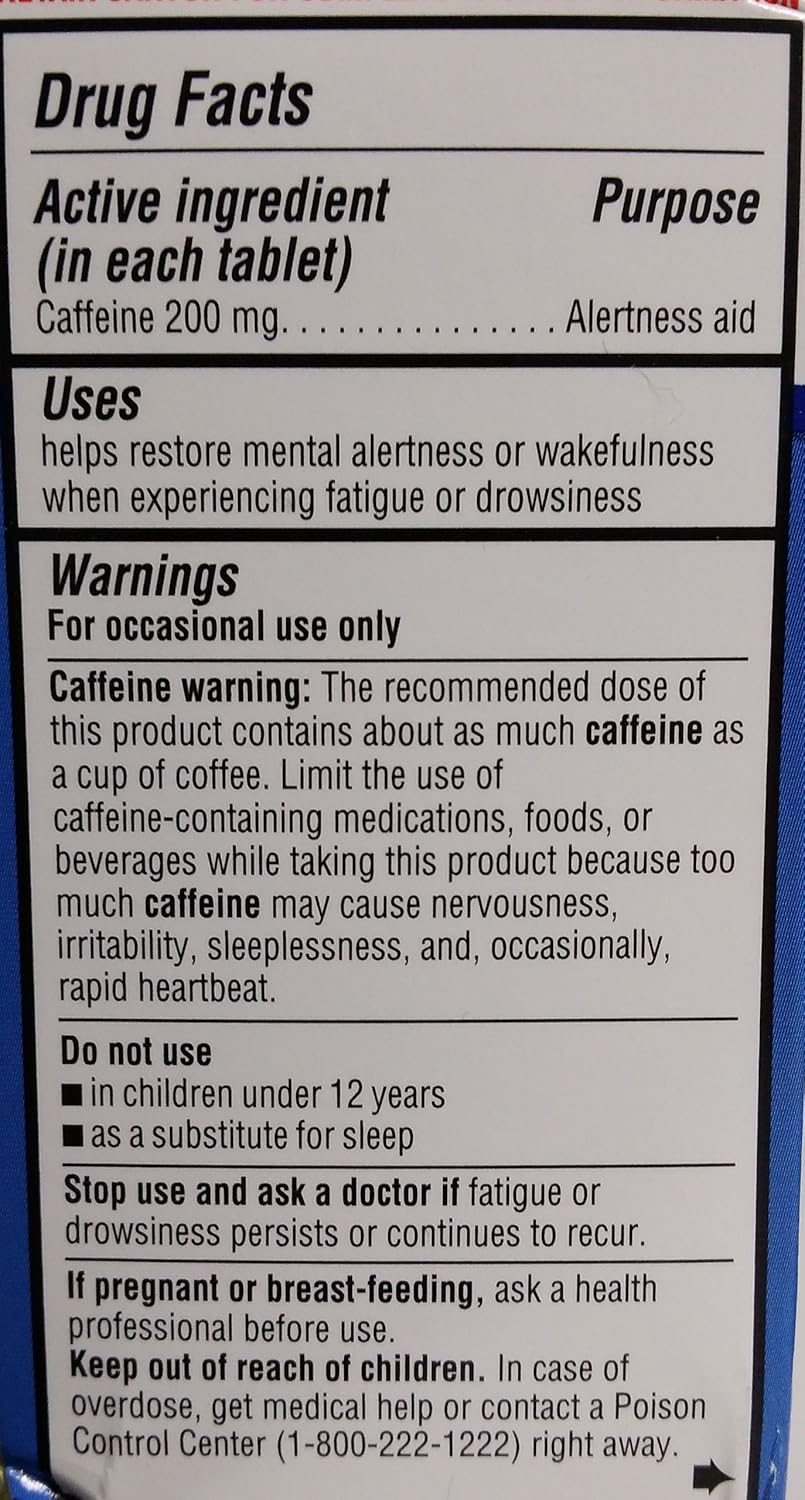 Drug Facts
Active ingredient Purpose
(in each tablet)
Caffeine 200 mg. . . . . . . . . . . . . . . . Alertness aid
Uses
helps restore mental alertness or wakefulness
when experiencing fatigue or drowsiness
Warnings
For occasional use only
Caffeine warning: The recommended dose of
this product contains about as much caffeine as
a cup of coffee. Limit the use of
caffeine-containing medications, foods, or
beverages while taking this product because too
much caffeine may cause nervousness,
irritability, sleeplessness, and, occasionally,
rapid heartbeat.
Do not use
■ in children under 12 years
■ as a substitute for sleep
Stop use and ask a doctor if fatigue or
drowsiness persists or continues to recur.
If pregnant or breast-feeding, ask a health
professional before use.
Keep out of reach of children. In case of
overdose, get medical help or contact a Poison
Control Center (1-800-222-1222) right away.